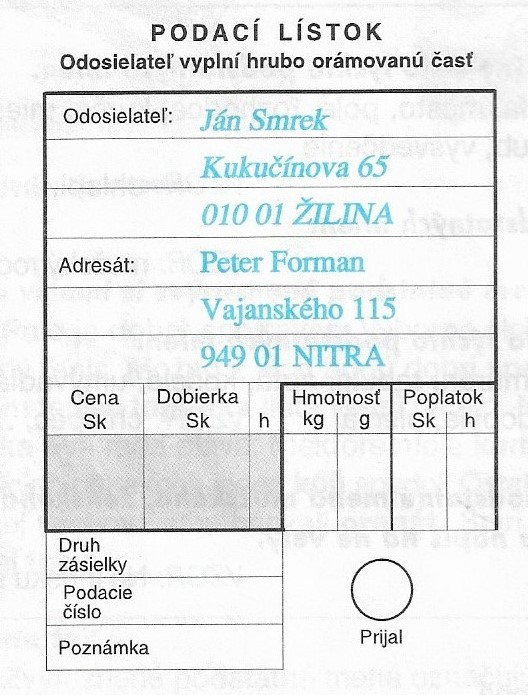 PODACÍ LÍSTOK
Odosielateľ vyplní hrubo orámovanú časť
Odosielateľ: Ján Smrek
Kukučínova 65
010 01 ŽILINA
Adresát: Peter Forman
Vajanského 115
949 01 NITRA
Cena Dobierka Hmotnosť Poplatok
Sk Sk h kg g Sk h
Druh
zásielky
Podacie
číslo
Poznámka
Prijal